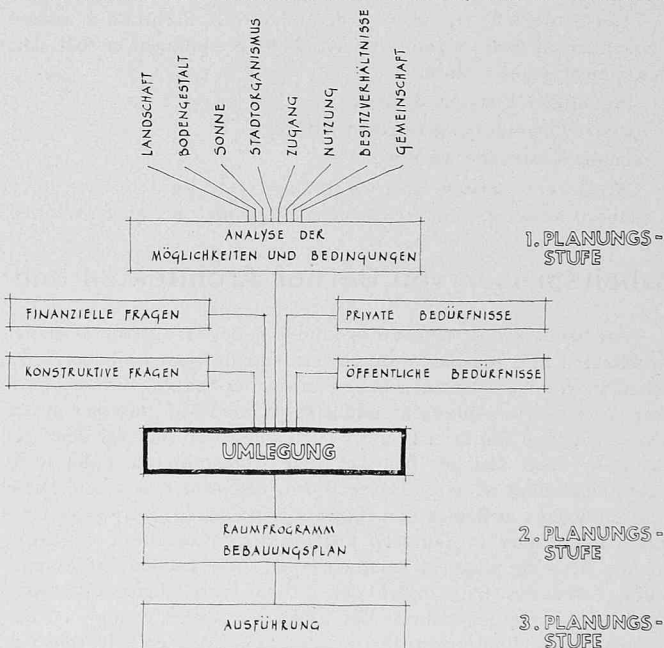 LANDSCHAFT
BODENGESTALT
SONNE
STADTORGANISMUS
ZUGANG
NUTZUNG
BESITZVERHÄLTNISSE
GEMEINSCHAFT
ANALYSE DER
MÖGLICHKEITEN UND BEDINGUNGEN
1. PLANUNGS-
STUFE
FINANZIELLE FRAGEN
PRIVATE BEDÜRFNISSE
KONSTRUKTIVE FRAGEN
ÖFFENTLICHE BEDÜRFNISSE
UMLEGUNG
RAUMPROGRAMM
BEBAUUNGSPLAN
2. PLANUNGS-
STUFE
AUSFÜHRUNG
3. PLANUNGS-
STUFE